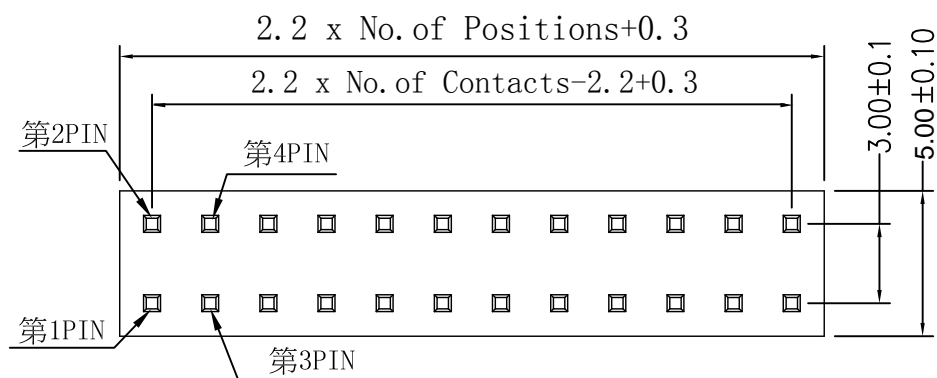 2.2 x No.of Positions+0.3
2.2 x No.of Contacts-2.2+0.3
3.00±0.1
5.00±0.10
第2PIN
第4PIN
第1PIN
第3PIN